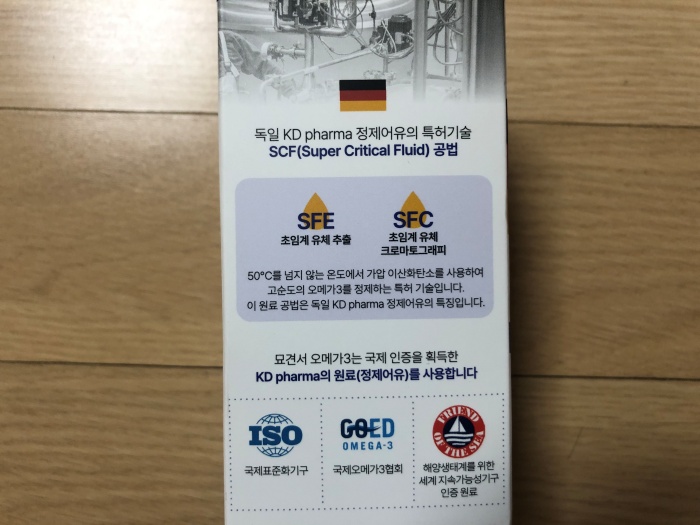 독일 KD pharma 정제어유의 특허기술
SCF(Super Critical Fluid) 공법
SFE
초임계 유체 추출
SFC
초임계 유체
크로마토그래피
50°C를 넘지 않는 온도에서 가압 이산화탄소를 사용하여
고순도의 오메가3를 정제하는 특허 기술입니다.
이 원료 공법은 독일 KD pharma 정제어유의 특징입니다.
묘견서 오메가3는 국제 인증을 획득한
KD pharma의 원료(정제어유)를 사용합니다
ISO
국제표준화기구
GOED
OMEGA-3
국제오메가3협회
FRIEND
OF THE SEA
해양생태계를 위한
세계 지속가능성기구
인증 원료